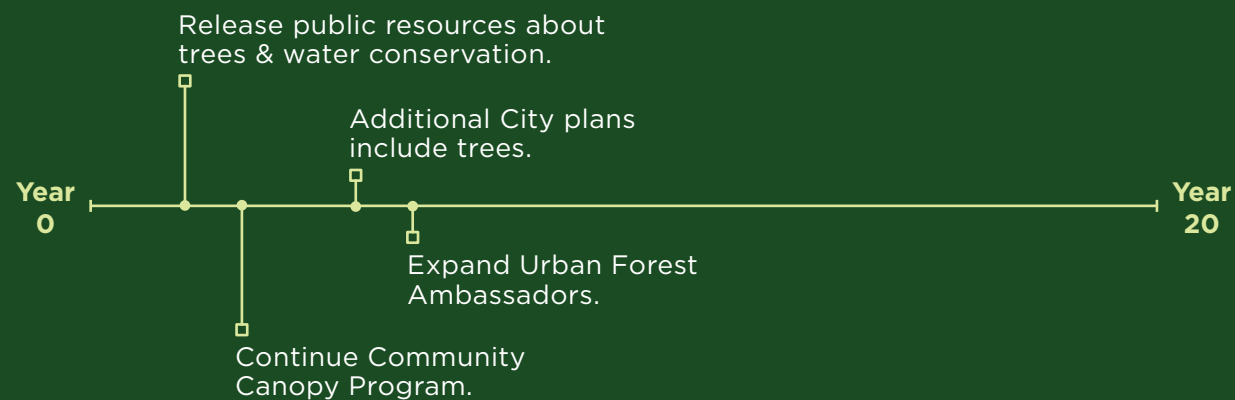 Release public resources about
trees & water conservation.
Additional City plans
include trees.
Year
0
Year
20
Expand Urban Forest
Ambassadors.
Continue Community
Canopy Program.